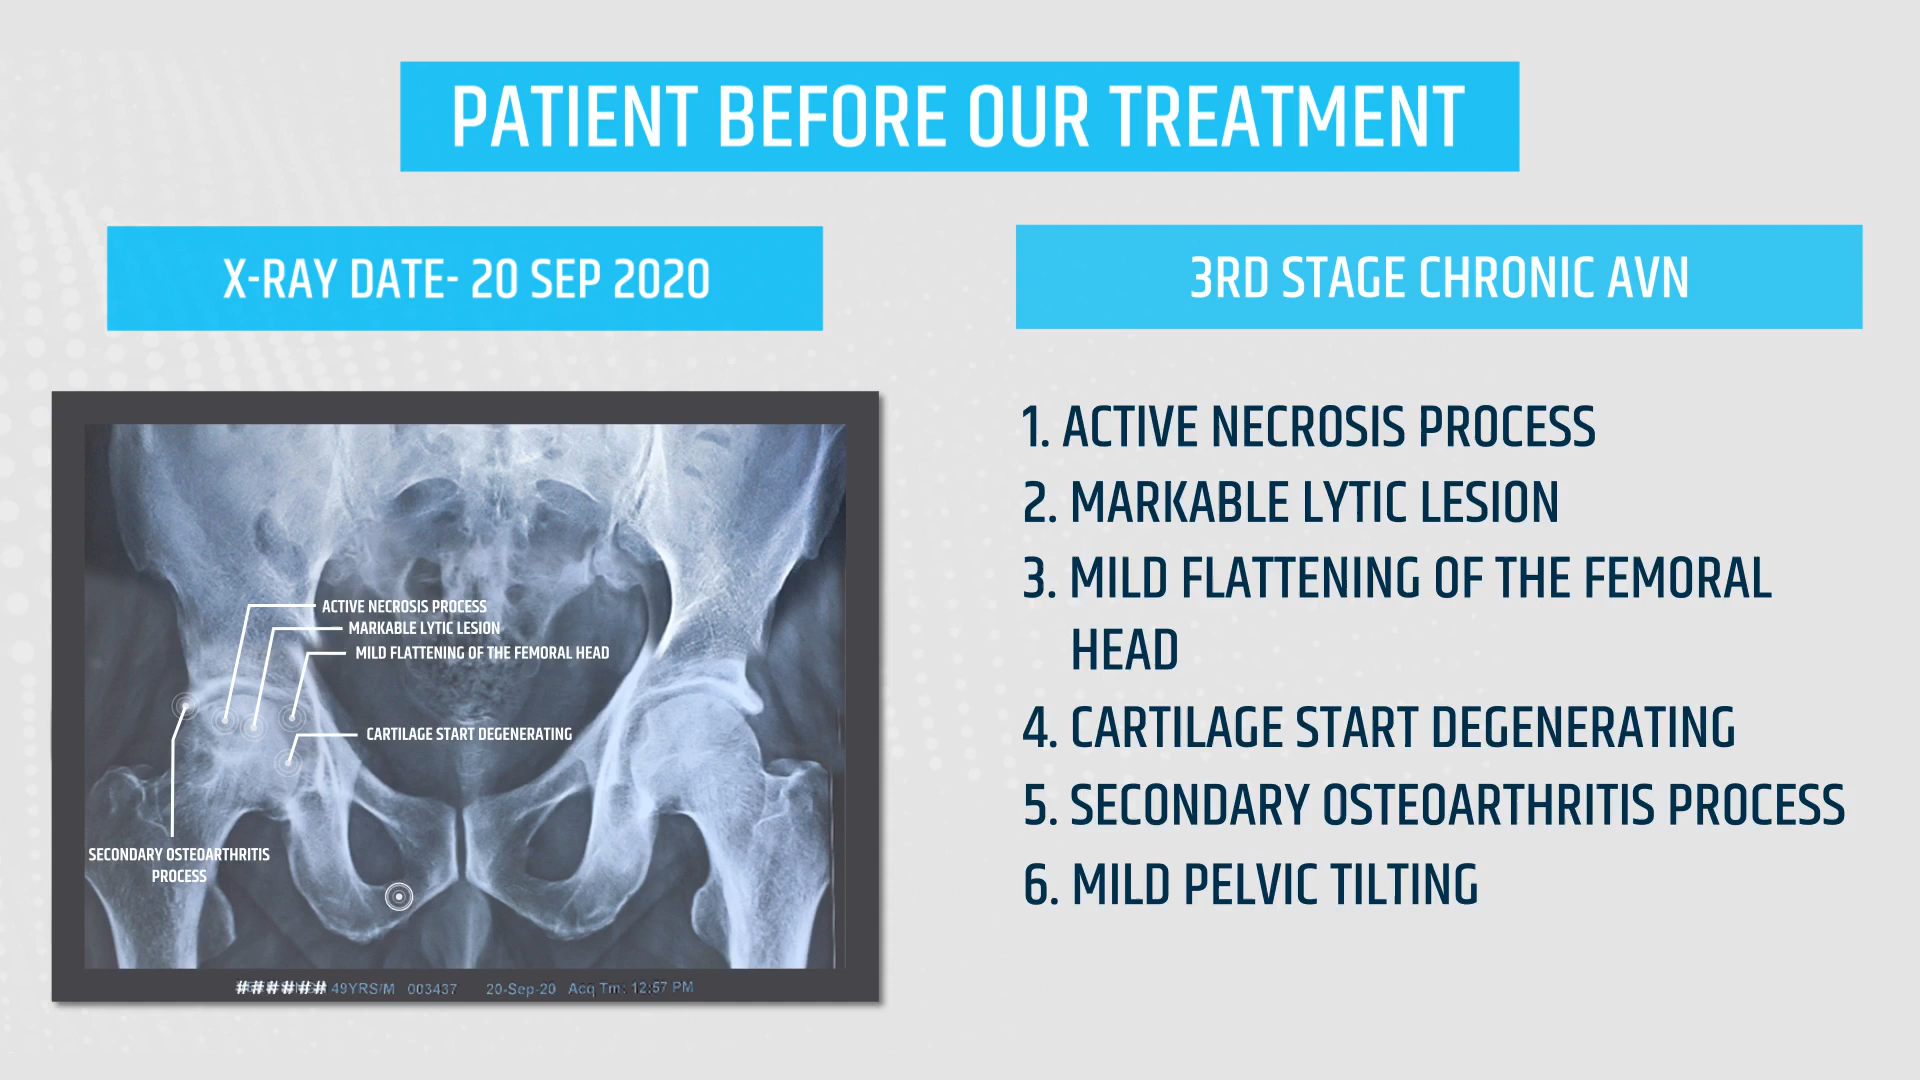 PATIENT BEFORE OUR TREATMENT
X-RAY DATE- 20 SEP 2020
3RD STAGE CHRONIC AVN
ACTIVE NECROSIS PROCESS
MARKABLE LYTIC LESION
MILD FLATTENING OF THE FEMORAL HEAD
CARTILAGE START DEGENERATING
SECONDARY OSTEOARTHRITIS
PROCESS
###### 49YRS/M 003437 20-Sep-20 Acq Tm: 12:57 PM
1. ACTIVE NECROSIS PROCESS
2. MARKABLE LYTIC LESION
3. MILD FLATTENING OF THE FEMORAL
HEAD
4. CARTILAGE START DEGENERATING
5. SECONDARY OSTEOARTHRITIS PROCESS
6. MILD PELVIC TILTING